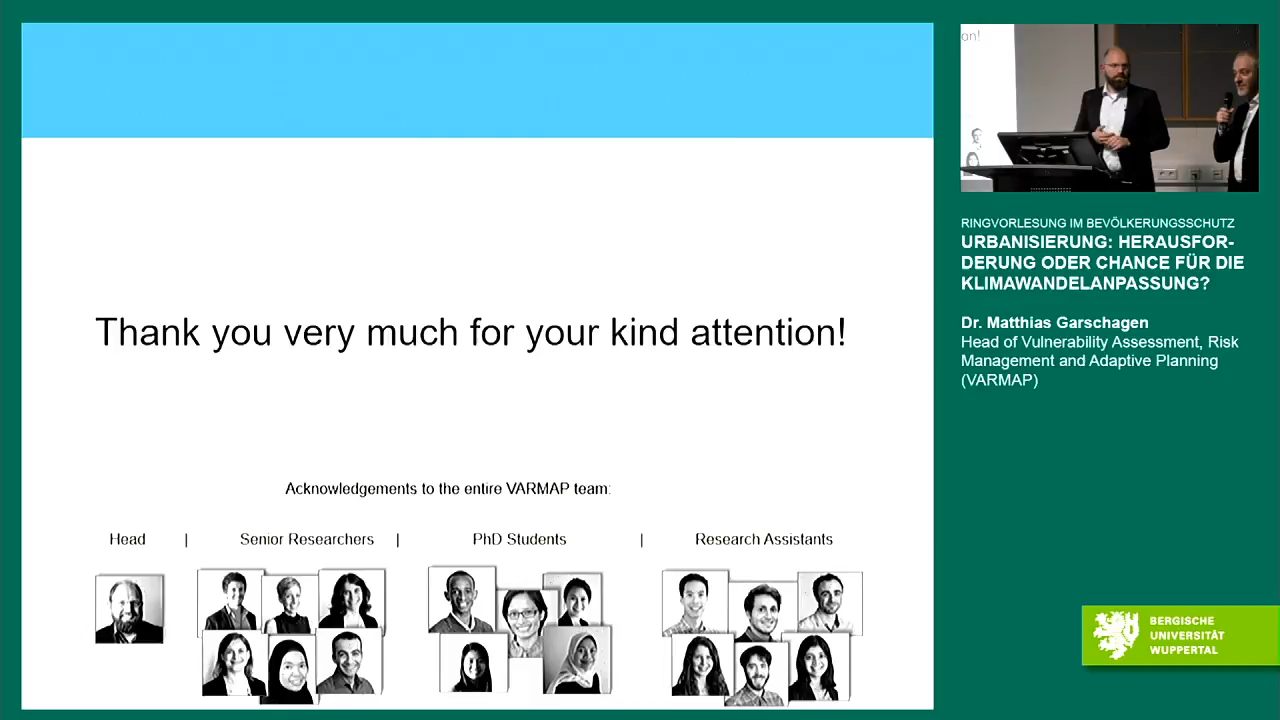 Thank you very much for your kind attention!
Acknowledgements to the entire VARMAP team:
Head | Senior Researchers | PhD Students | Research Assistants
on!
RINGVORLESUNG IM BEVÖLKERUNGSSCHUTZ
URBANISIERUNG: HERAUSFOR-
DERUNG ODER CHANCE FÜR DIE
KLIMAWANDELANPASSUNG?
Dr. Matthias Garschagen
Head of Vulnerability Assessment, Risk
Management and Adaptive Planning
(VARMAP)
BERGISCHE
UNIVERSITÄT
WUPPERTAL